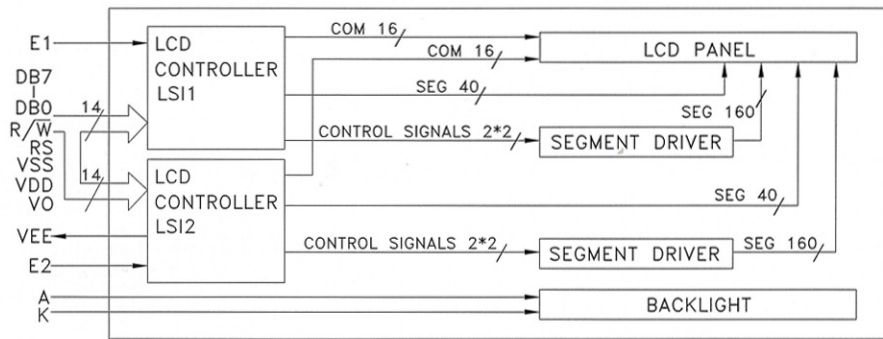 E1
DB7
DB0
R/W̅
RS
VSS
VDD
VO
VEE
E2
A
K
14
14
LCD
CONTROLLER
LSI1
LCD
CONTROLLER
LSI2
COM 16
COM 16
SEG 40
CONTROL SIGNALS 2*2
SEG 40
CONTROL SIGNALS 2*2
LCD PANEL
SEG 160
SEGMENT DRIVER
SEGMENT DRIVER
SEG 160
BACKLIGHT